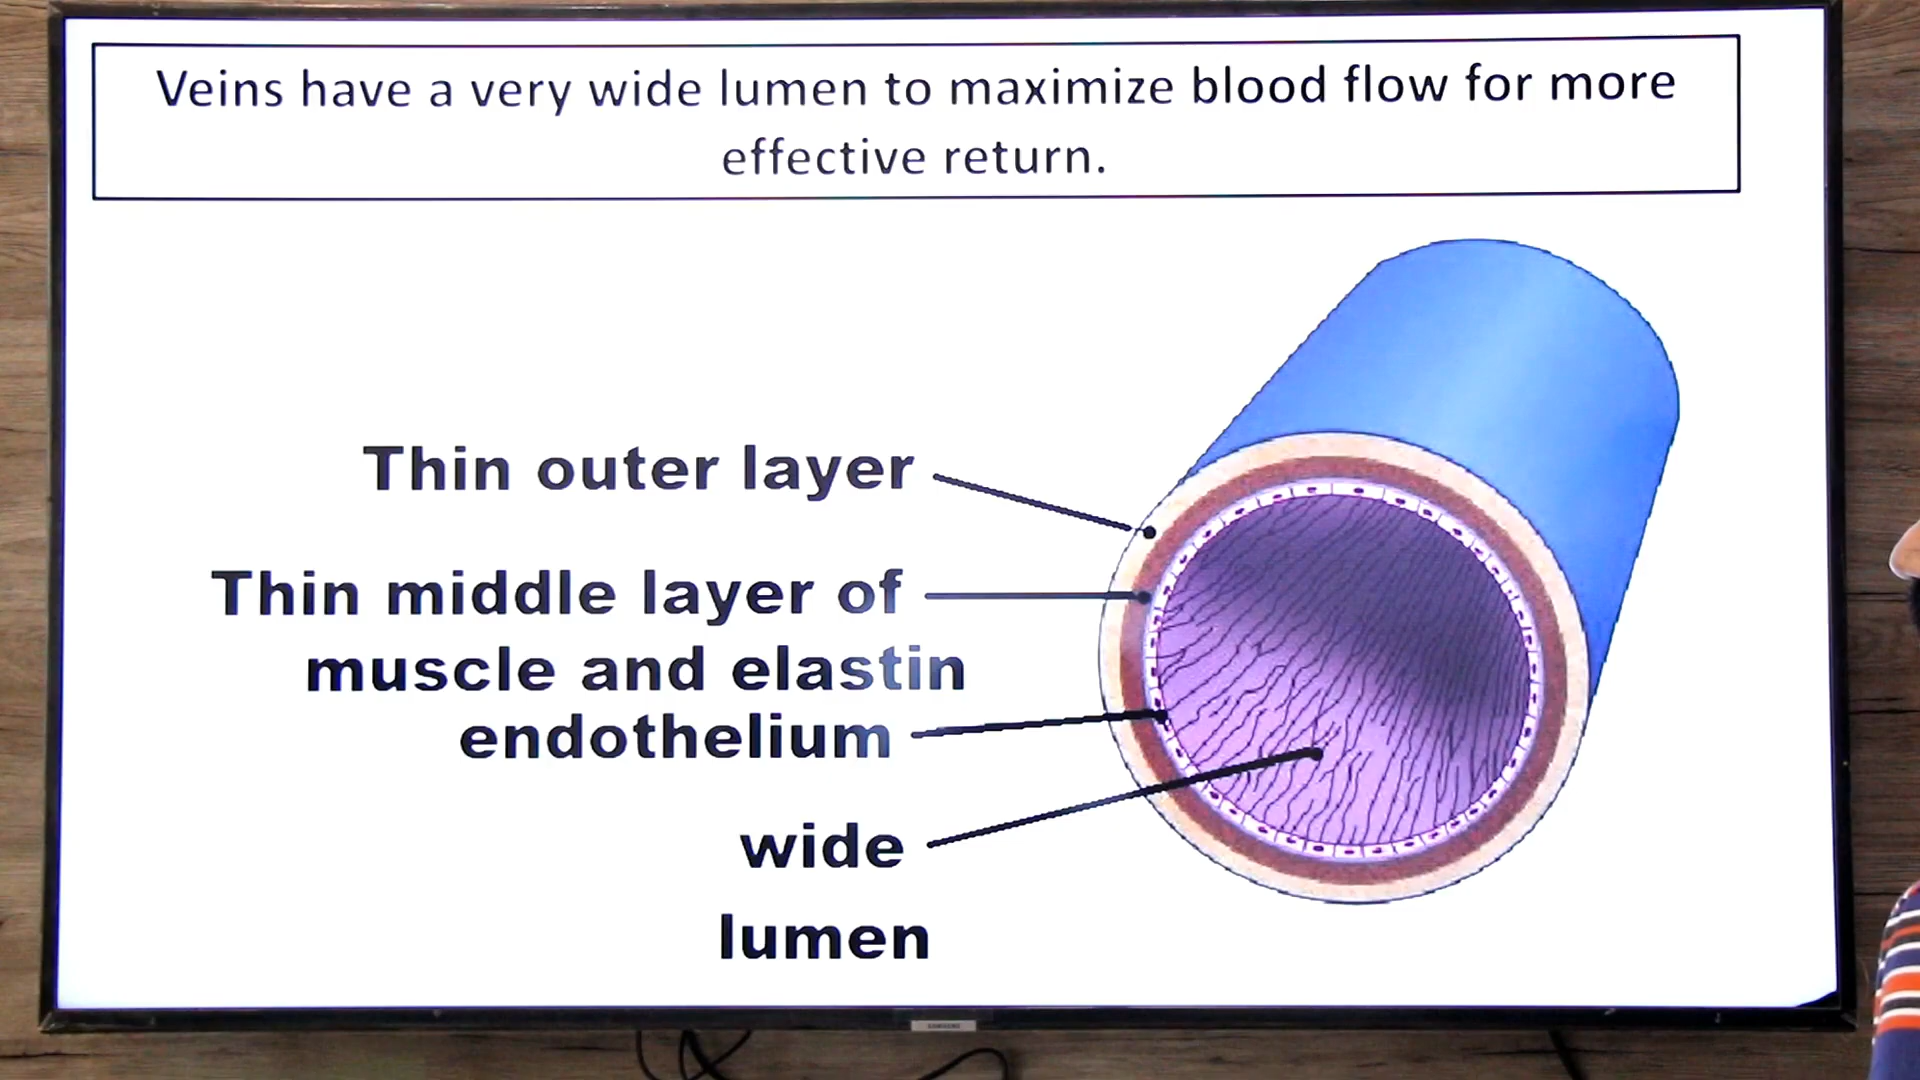 Veins have a very wide lumen to maximize blood flow for more
effective return.
Thin outer layer
Thin middle layer of
muscle and elastin
endothelium
wide
lumen
SAMSUNG